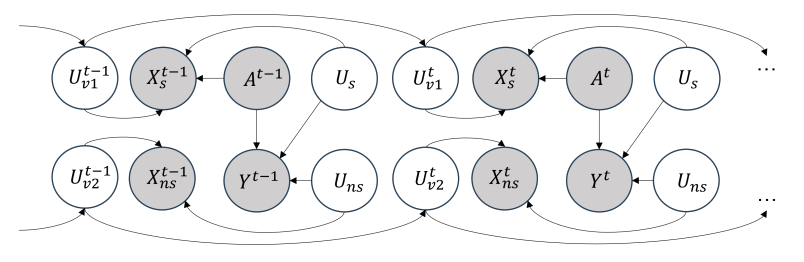 U_{v1}^{t-1} X_s^{t-1} A^{t-1} U_s U_{v1}^t X_s^t A^t U_s ...
U_{v2}^{t-1} X_{ns}^{t-1} Y^{t-1} U_{ns} U_{v2}^t X_{ns}^t Y^t U_{ns} ...